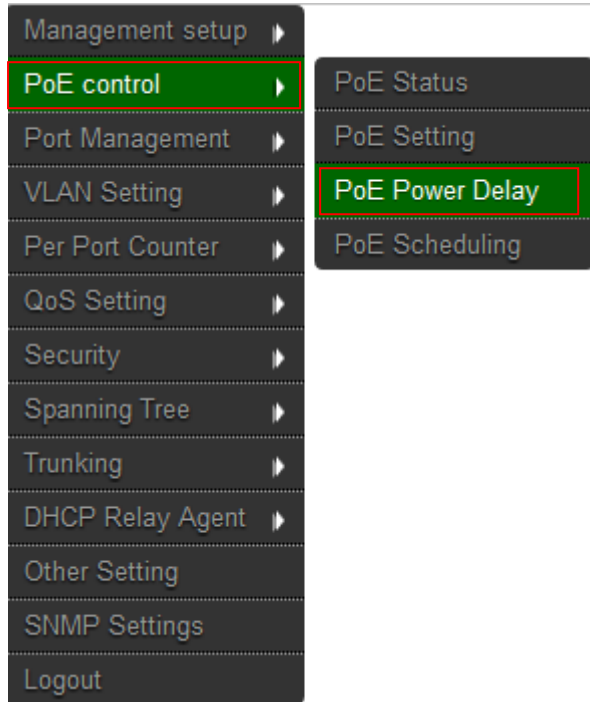 Management setup
PoE control
Port Management
VLAN Setting
Per Port Counter
QoS Setting
Security
Spanning Tree
Trunking
DHCP Relay Agent
Other Setting
SNMP Settings
Logout
PoE Status
PoE Setting
PoE Power Delay
PoE Scheduling